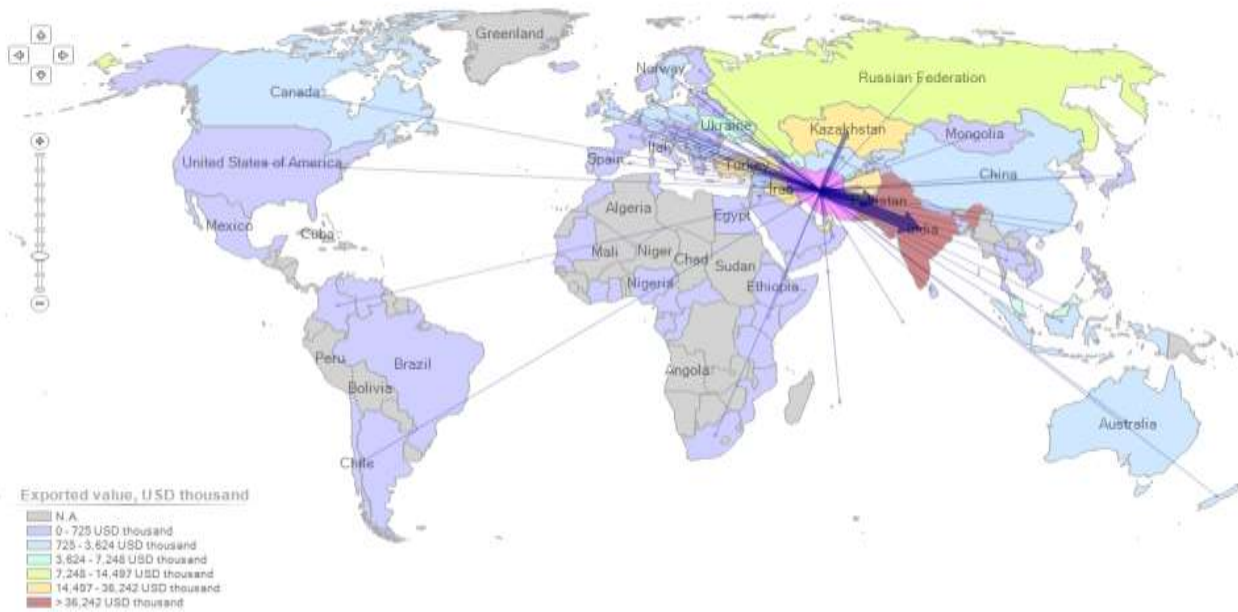 Greenland
Norway
Russian Federation
Canada
Ukraine
Kazakhstan
Mongolia
United States of America
Italy
Spain
Turkey
China
Iraq
Pakistan
Mexico
Algeria
Egypt
India
Cuba
Mali
Niger
Chad
Sudan
Nigeria
Ethiopia
Peru
Brazil
Bolivia
Angola
Australia
Chile
Exported value, USD thousand
N.A
0 - 725 USD thousand
725 - 3,624 USD thousand
3,624 - 7,248 USD thousand
7,248 - 14,497 USD thousand
14,497 - 36,242 USD thousand
> 36,242 USD thousand